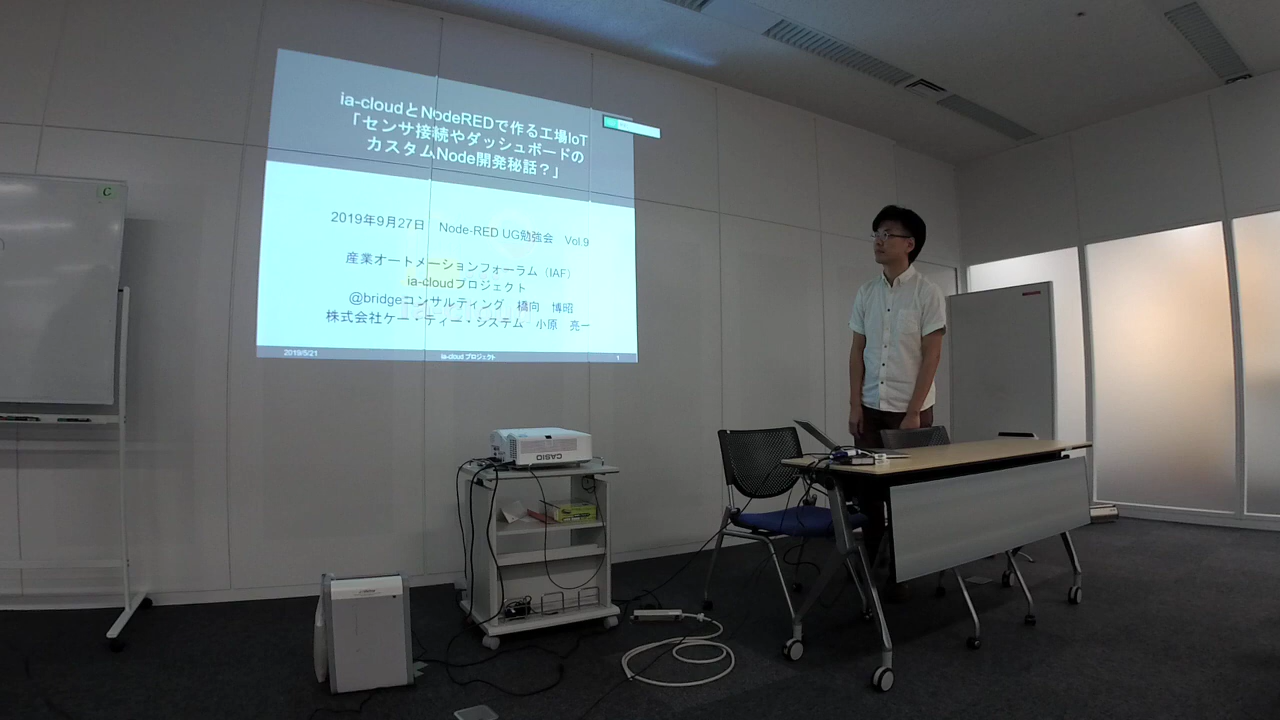 ia-cloudとNodeREDで作る工場IoT
「センサ接続やダッシュボードの
カスタムNode開発秘話？」
2019年9月27日 Node-RED UG勉強会 Vol.9
産業オートメーションフォーラム（IAF）
ia-cloudプロジェクト
@bridgeコンサルティング 橋向 博昭
株式会社ケー・ティー・システム 小原 亮一
2019/5/21 ia-cloud プロジェクト 1
C
CASIO